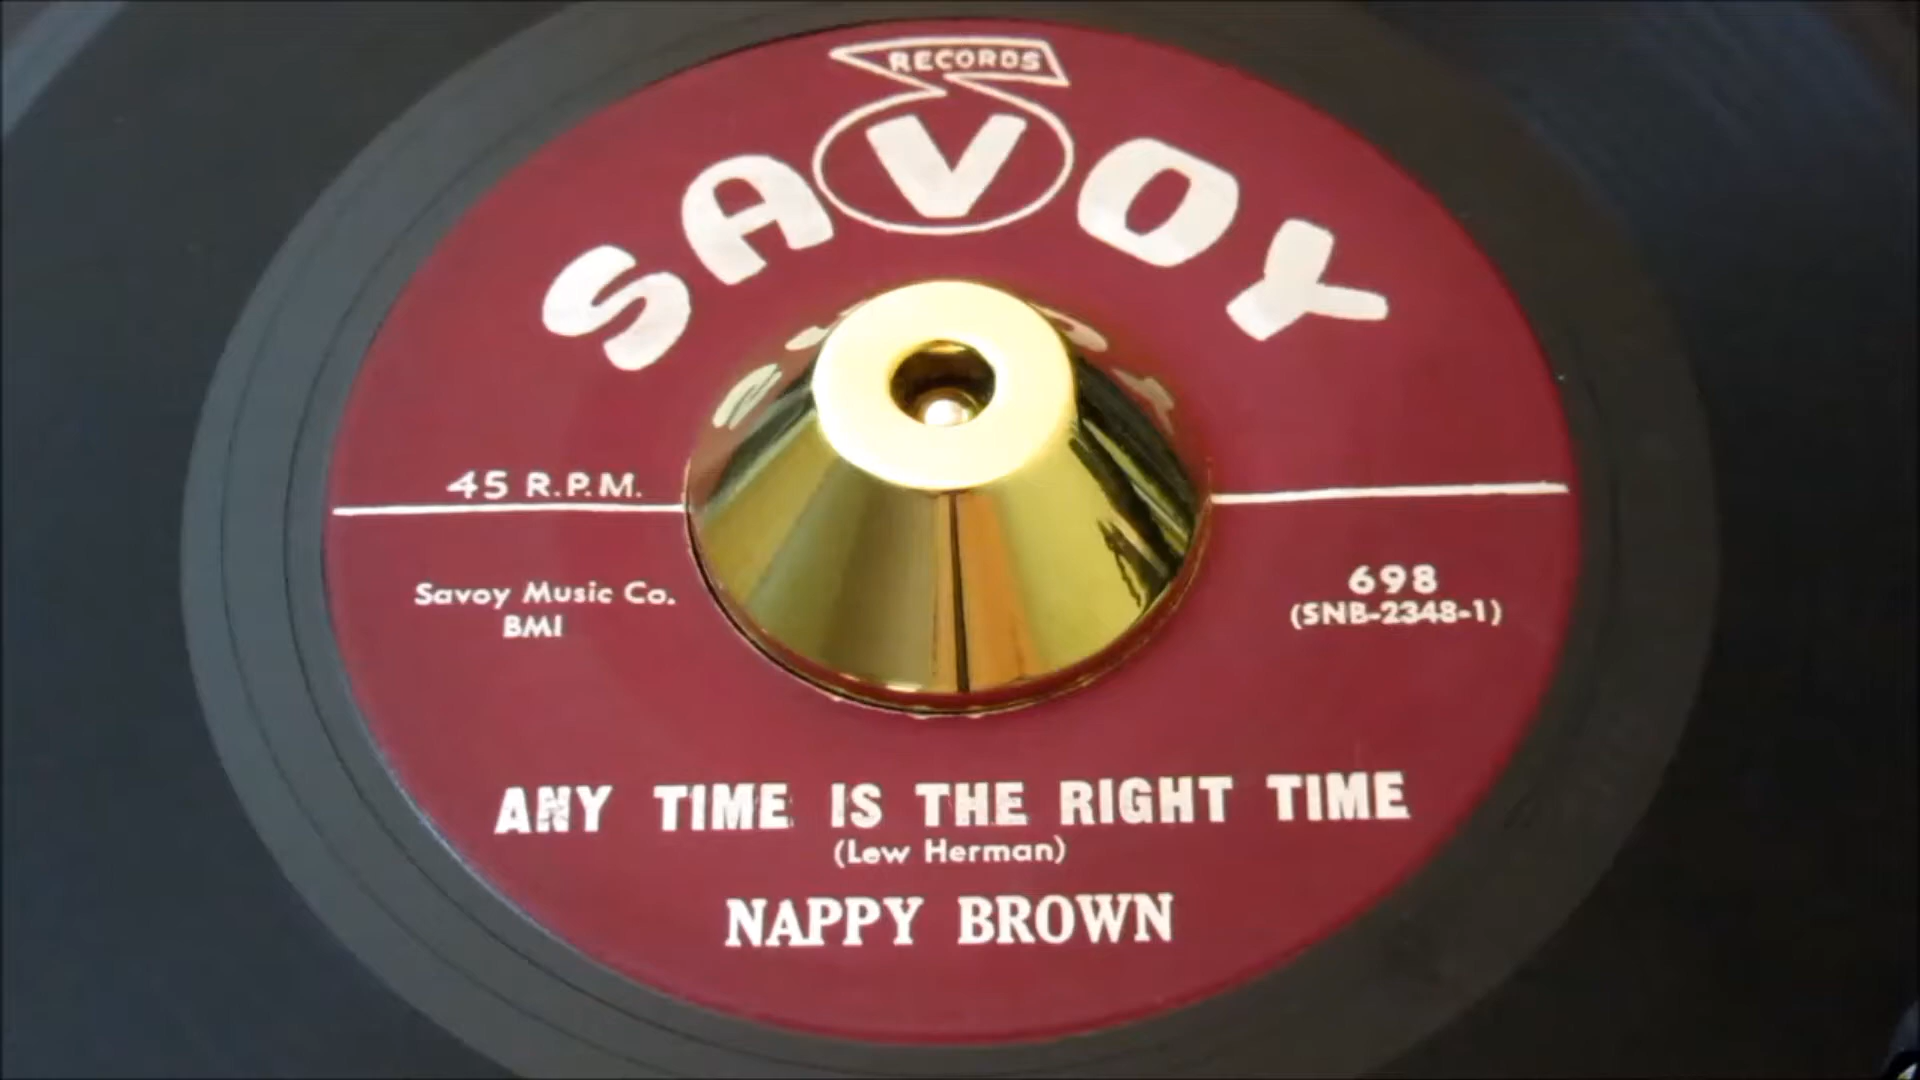 RECORDS
SAVOY
45 R.P.M.
Savoy Music Co.
BMI
698
(SNB-2348-1)
ANY TIME IS THE RIGHT TIME
(Lew Herman)
NAPPY BROWN